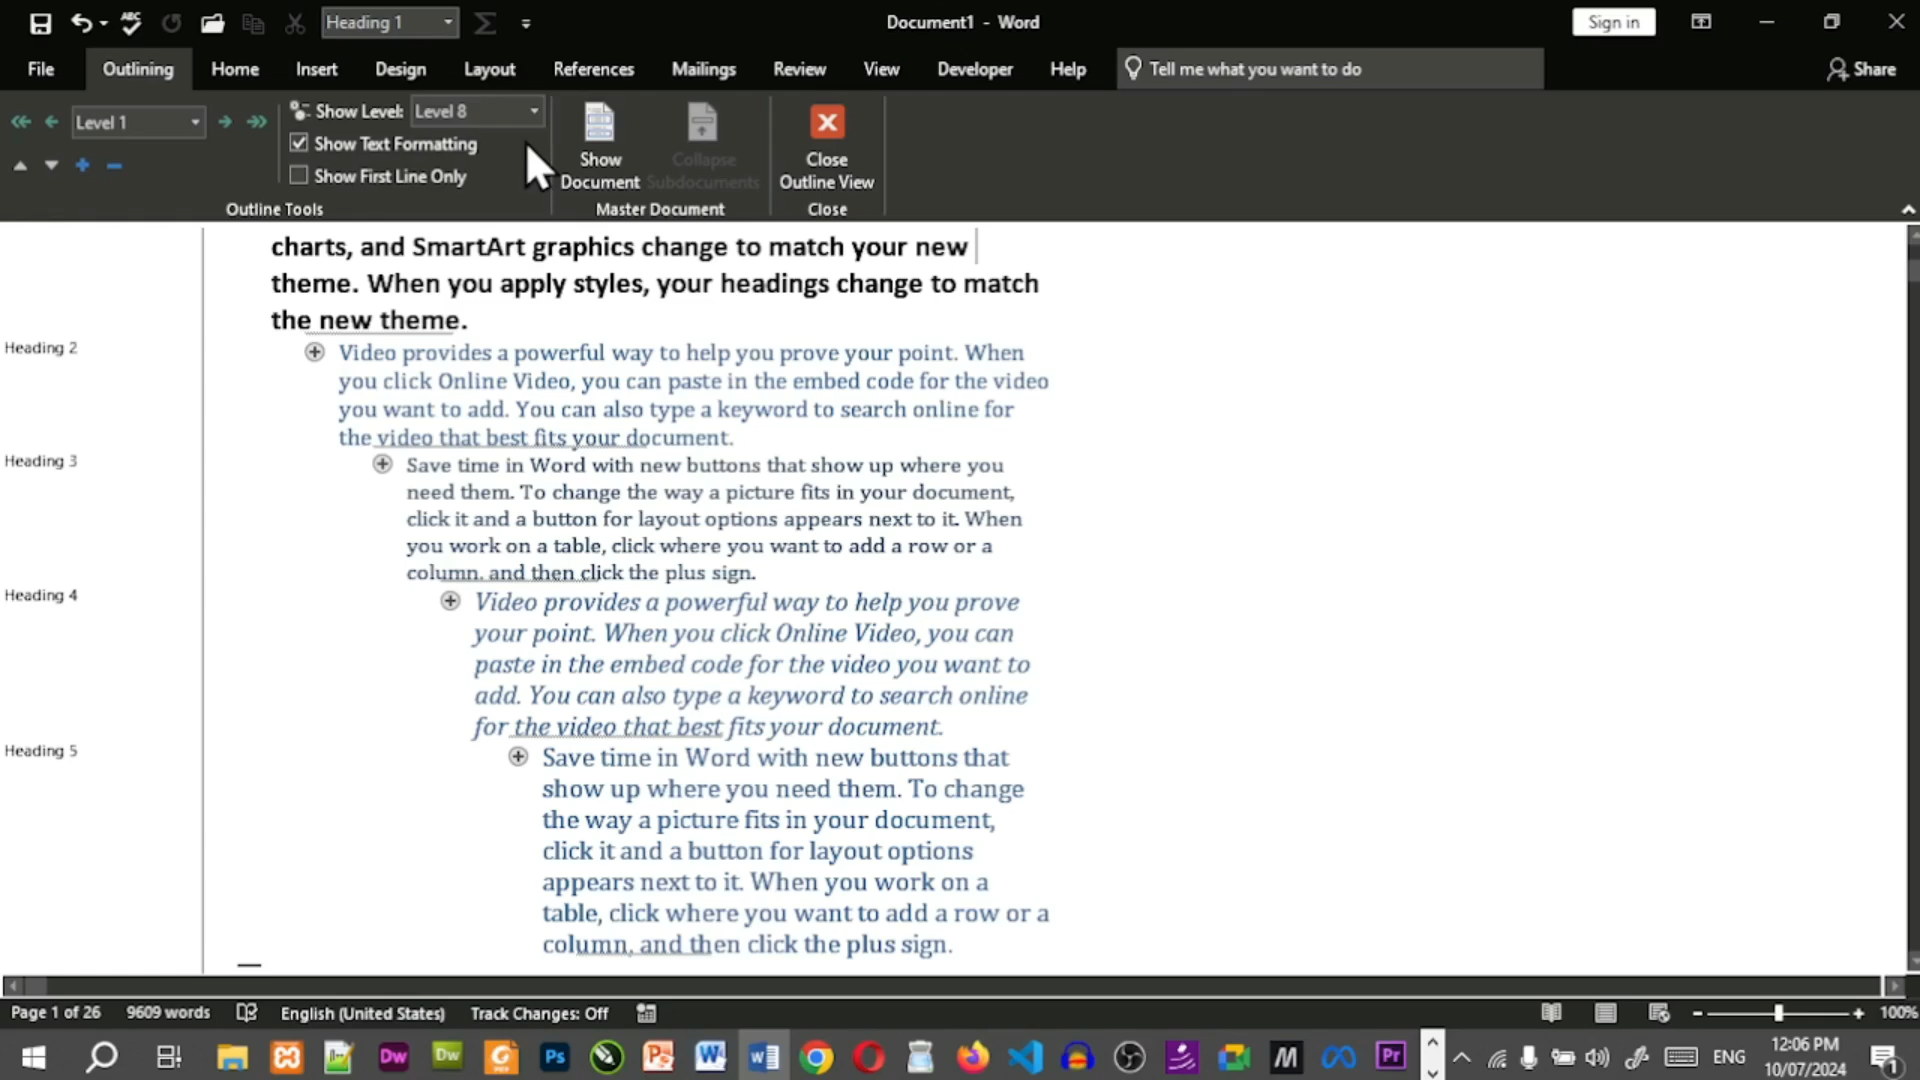 Heading 1
Document1 - Word
Sign in
File
Outlining
Home
Insert
Design
Layout
References
Mailings
Review
View
Developer
Help
Tell me what you want to do
Share
Level 1
Show Level:
Level 8
Show Text Formatting
Show First Line Only
Outline Tools
Show
Document
Collapse
Subdocuments
Master Document
Close
Outline View
Close
charts, and SmartArt graphics change to match your new
theme. When you apply styles, your headings change to match
the new theme.
Heading 2
Video provides a powerful way to help you prove your point. When
you click Online Video, you can paste in the embed code for the video
you want to add. You can also type a keyword to search online for
the video that best fits your document.
Heading 3
Save time in Word with new buttons that show up where you
need them. To change the way a picture fits in your document,
click it and a button for layout options appears next to it. When
you work on a table, click where you want to add a row or a
column, and then click the plus sign.
Heading 4
Video provides a powerful way to help you prove
your point. When you click Online Video, you can
paste in the embed code for the video you want to
add. You can also type a keyword to search online
for the video that best fits your document.
Heading 5
Save time in Word with new buttons that
show up where you need them. To change
the way a picture fits in your document,
click it and a button for layout options
appears next to it. When you work on a
table, click where you want to add a row or a
column, and then click the plus sign.
Page 1 of 26
9609 words
English (United States)
Track Changes: Off
100%
Dw
Dw
Ps
Pr
ENG
12:06 PM
10/07/2024
1